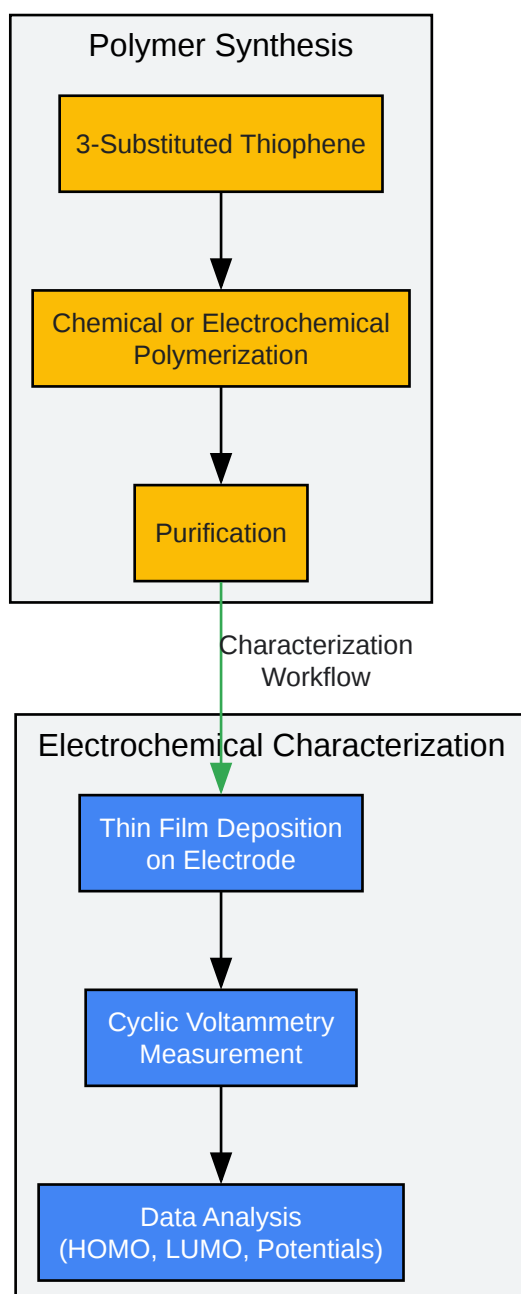 Polymer Synthesis
3-Substituted Thiophene
Chemical or Electrochemical
Polymerization
Purification
Characterization
Workflow
Electrochemical Characterization
Thin Film Deposition
on Electrode
Cyclic Voltammetry
Measurement
Data Analysis
(HOMO, LUMO, Potentials)